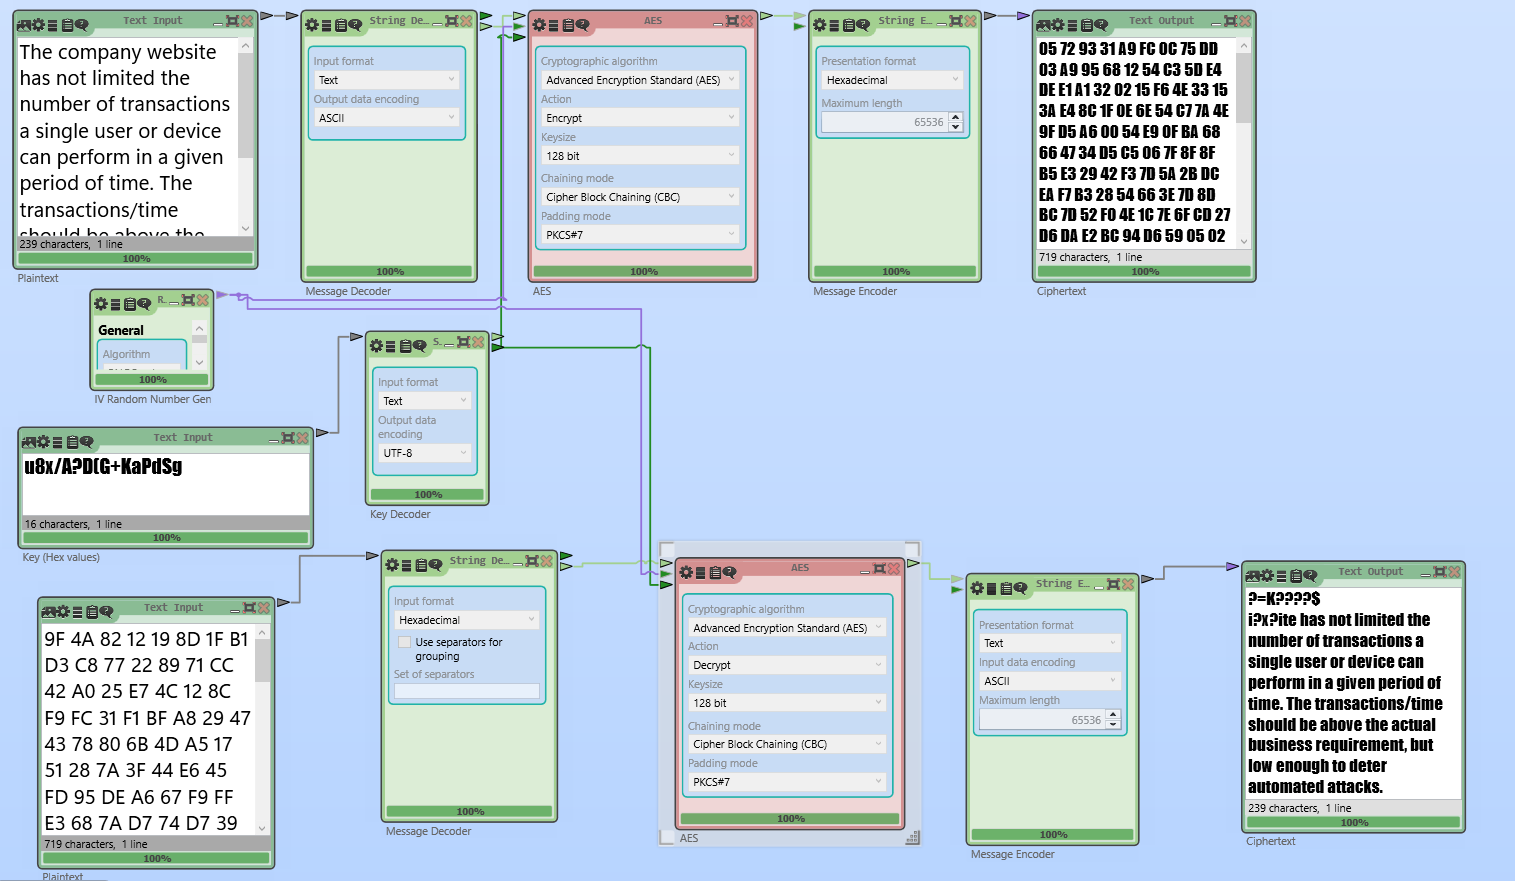 Text Input
The company website
has not limited the
number of transactions
a single user or device
can perform in a given
period of time. The
transactions/time
should be above the
239 characters, 1 line
100%
Plaintext
String De...
Input format
Text
Output data encoding
ASCII
100%
Message Decoder
AES
Cryptographic algorithm
Advanced Encryption Standard (AES)
Action
Encrypt
Keysize
128 bit
Chaining mode
Cipher Block Chaining (CBC)
Padding mode
PKCS#7
100%
AES
String E...
Presentation format
Hexadecimal
Maximum length
65536
100%
Message Encoder
Text Output
05 72 93 31 A9 FC 0C 75 DD
03 A9 95 68 12 54 C3 5D E4
DE E1 A1 32 02 15 F6 4E 33 15
3A E4 8C 1F 0E 6E 54 C7 7A 4E
9F D5 A6 00 54 E9 0F BA 68
66 47 34 D5 C5 06 7F 8F 8F
B5 E3 29 42 F3 7D 5A 2B DC
EA F7 B3 28 54 66 3E 7D 8D
BC 7D 52 F0 4E 1C 7E 6F CD 27
D6 DA E2 BC 94 D6 59 05 02
719 characters, 1 line
100%
Ciphertext
R...
General
Algorithm
100%
IV Random Number Gen
S...
Input format
Text
Output data
encoding
UTF-8
100%
Key Decoder
Text Input
u8x/A?D(G+KaPdSg
16 characters, 1 line
100%
Key (Hex values)
Text Input
9F 4A 82 12 19 8D 1F B1
D3 C8 77 22 89 71 CC
42 A0 25 E7 4C 12 8C
F9 FC 31 F1 BF A8 29 47
43 78 80 6B 4D A5 17
51 28 7A 3F 44 E6 45
FD 95 DE A6 67 F9 FF
E3 68 7A D7 74 D7 39
719 characters, 1 line
100%
Plaintext
String De...
Input format
Hexadecimal
Use separators for
grouping
Set of separators
100%
Message Decoder
AES
Cryptographic algorithm
Advanced Encryption Standard (AES)
Action
Decrypt
Keysize
128 bit
Chaining mode
Cipher Block Chaining (CBC)
Padding mode
PKCS#7
100%
AES
String E...
Presentation format
Text
Input data encoding
ASCII
Maximum length
65536
100%
Message Encoder
Text Output
?=K????$
i?x?ite has not limited the
number of transactions a
single user or device can
perform in a given period of
time. The transactions/time
should be above the actual
business requirement, but
low enough to deter
automated attacks.
239 characters, 1 line
100%
Ciphertext